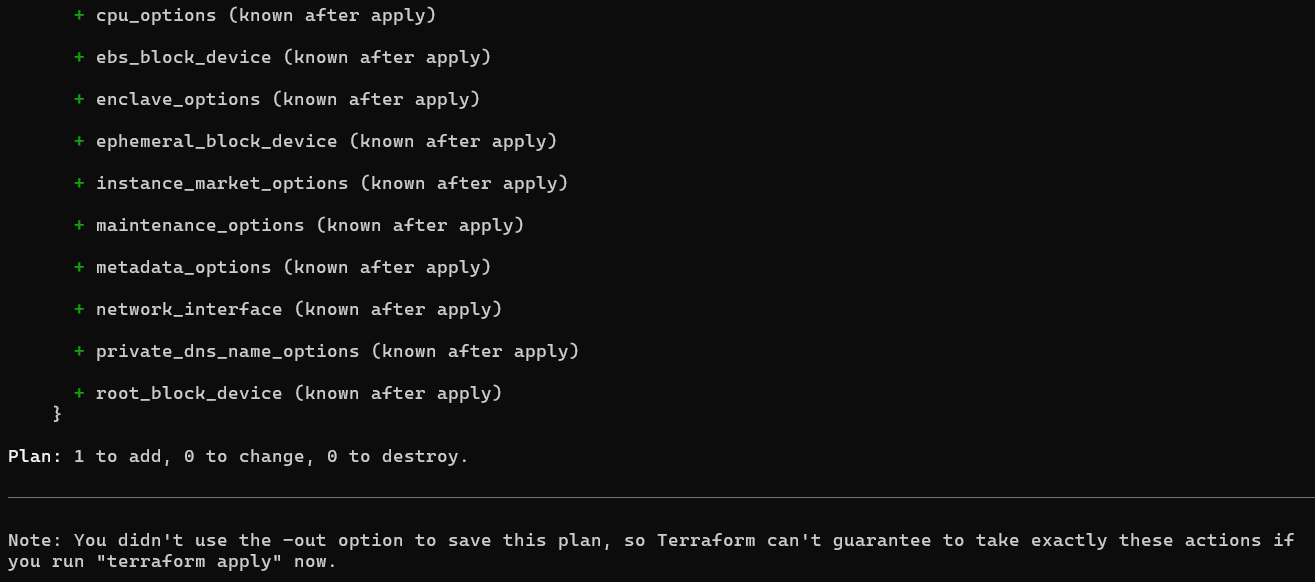 + cpu_options (known after apply)
+ ebs_block_device (known after apply)
+ enclave_options (known after apply)
+ ephemeral_block_device (known after apply)
+ instance_market_options (known after apply)
+ maintenance_options (known after apply)
+ metadata_options (known after apply)
+ network_interface (known after apply)
+ private_dns_name_options (known after apply)
+ root_block_device (known after apply)
}
Plan: 1 to add, 0 to change, 0 to destroy.
Note: You didn't use the -out option to save this plan, so Terraform can't guarantee to take exactly these actions if
you run "terraform apply" now.